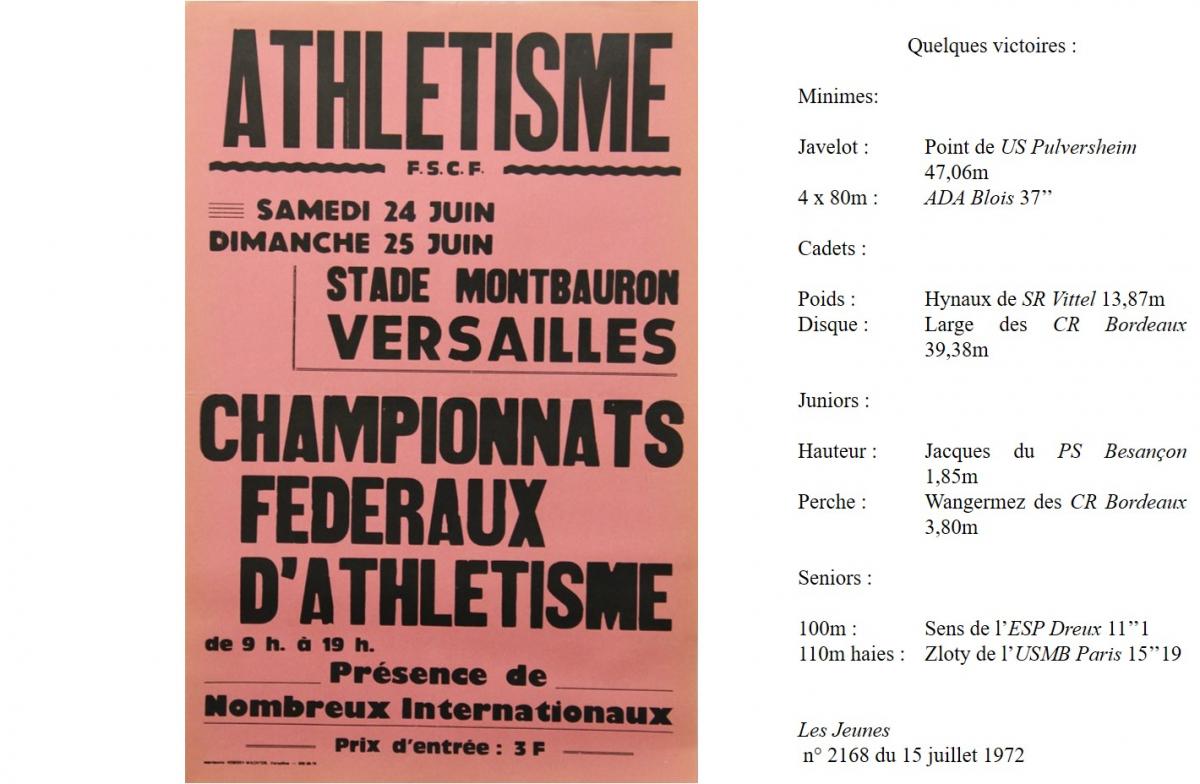 ATHLETISME
F.S.C.F.
SAMEDI 24 JUIN
DIMANCHE 25 JUIN
STADE MONTBAURON
VERSAILLES
CHAMPIONNATS
FEDERAUX
D'ATHLETISME
de 9 h. à 19 h.
Présence de
Nombreux Internationaux
Prix d'entrée : 3 F
Quelques victoires :
Minimes:
Javelot : Point de US Pulversheim
47,06m
4 x 80m : ADA Blois 37’’
Cadets :
Poids : Hynaux de SR Vittel 13,87m
Disque : Large des CR Bordeaux
39,38m
Juniors :
Hauteur : Jacques du PS Besançon
1,85m
Perche : Wangermez des CR Bordeaux
3,80m
Seniors :
100m : Sens de l’ESP Dreux 11’’1
110m haies : Zloty de l’USMB Paris 15’’19
Les Jeunes
n° 2168 du 15 juillet 1972